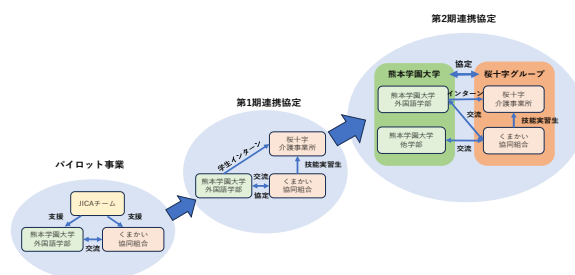 パイロット事業
JICAチーム
支援
支援
熊本学園大学
外国語学部
交流
くまかい
協同組合
第1期連携協定
桜十字
介護事業所
学生インターン
技能実習生
熊本学園大学
外国語学部
交流
協定
くまかい
協同組合
第2期連携協定
協定
熊本学園大学
桜十字グループ
熊本学園大学
外国語学部
インターン
桜十字
介護事業所
交流
技能実習生
熊本学園大学
他学部
交流
くまかい
協同組合